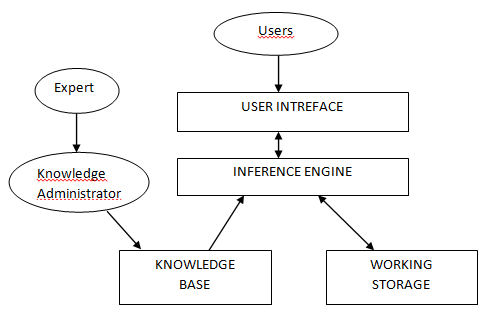 Users
Expert
USER INTREFACE
Knowledge
Administrator
INFERENCE ENGINE
KNOWLEDGE
BASE
WORKING
STORAGE